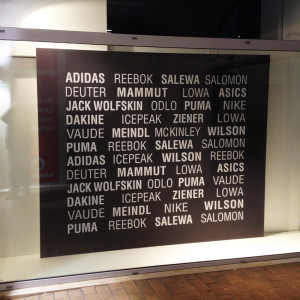 ADIDAS REEBOK SALEWA SALOMON
DEUTER MAMMUT LOWA ASICS
JACK WOLFSKIN ODLO PUMA NIKE
DAKINE ICEPEAK ZIENER LOWA
VAUDE MEINDL MCKINLEY WILSON
PUMA REEBOK SALEWA SALOMON
ADIDAS ICEPEAK WILSON REEBOK
DEUTER MAMMUT LOWA ASICS
JACK WOLFSKIN ODLO PUMA VAUDE
DAKINE ICEPEAK ZIENER LOWA
VAUDE MEINDL NIKE WILSON
PUMA REEBOK SALEWA SALOMON